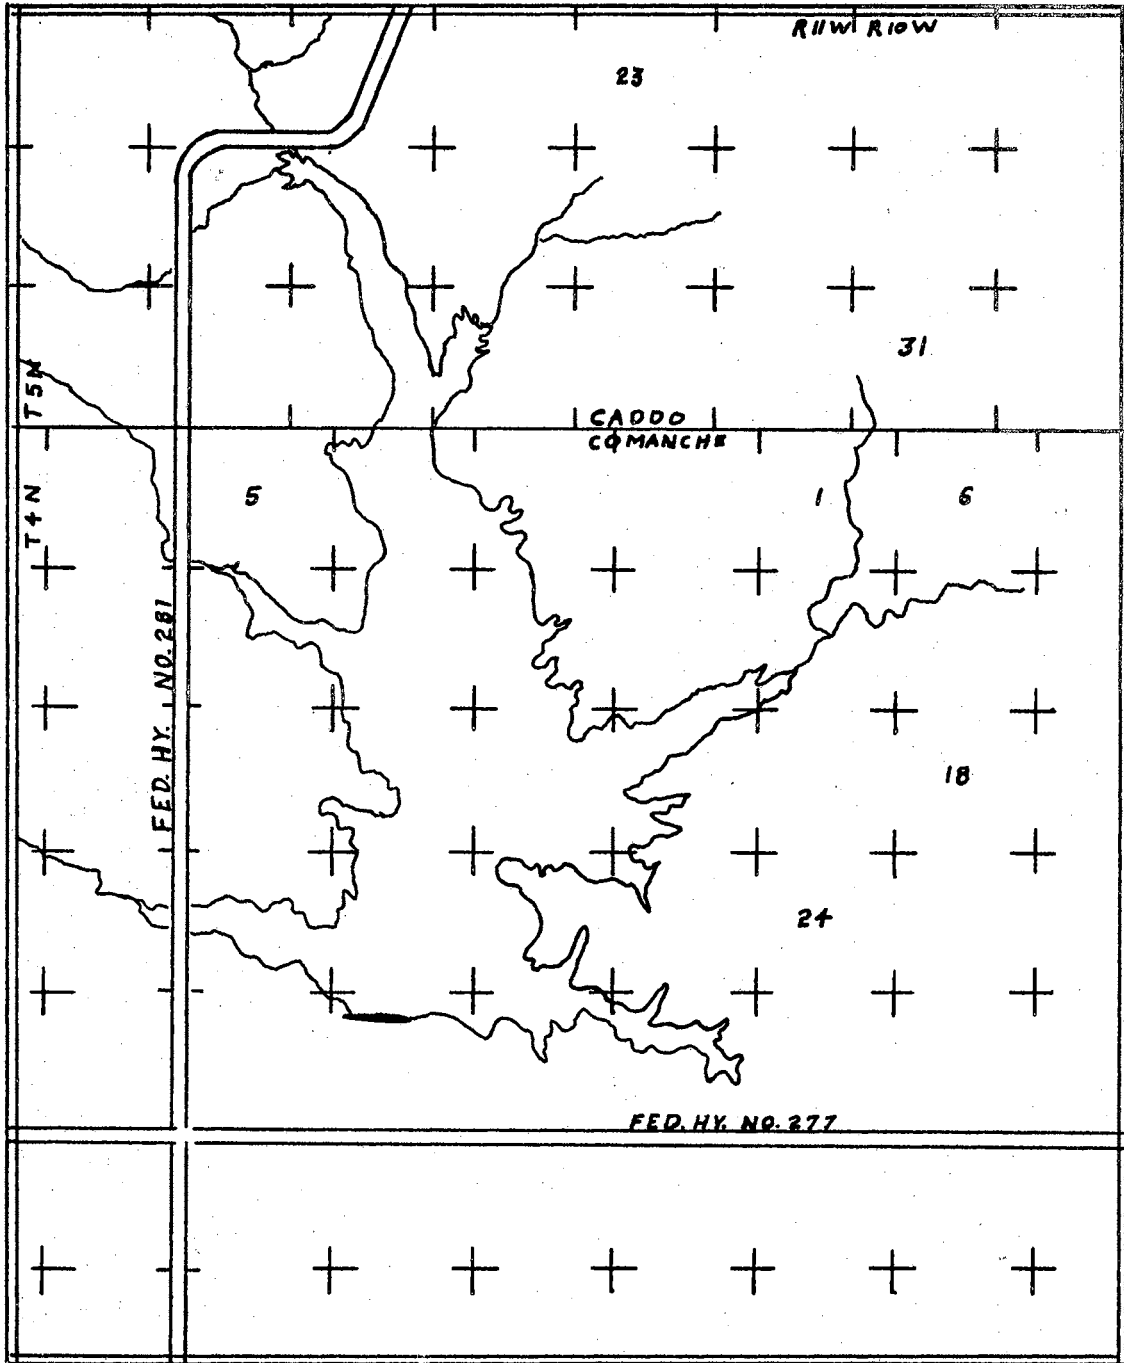 R11W R10W
23
31
T5N
CADDO
COMANCHE
T4N
5
1
6
FED. HY. NO. 281
18
24
FED. HY. NO. 277